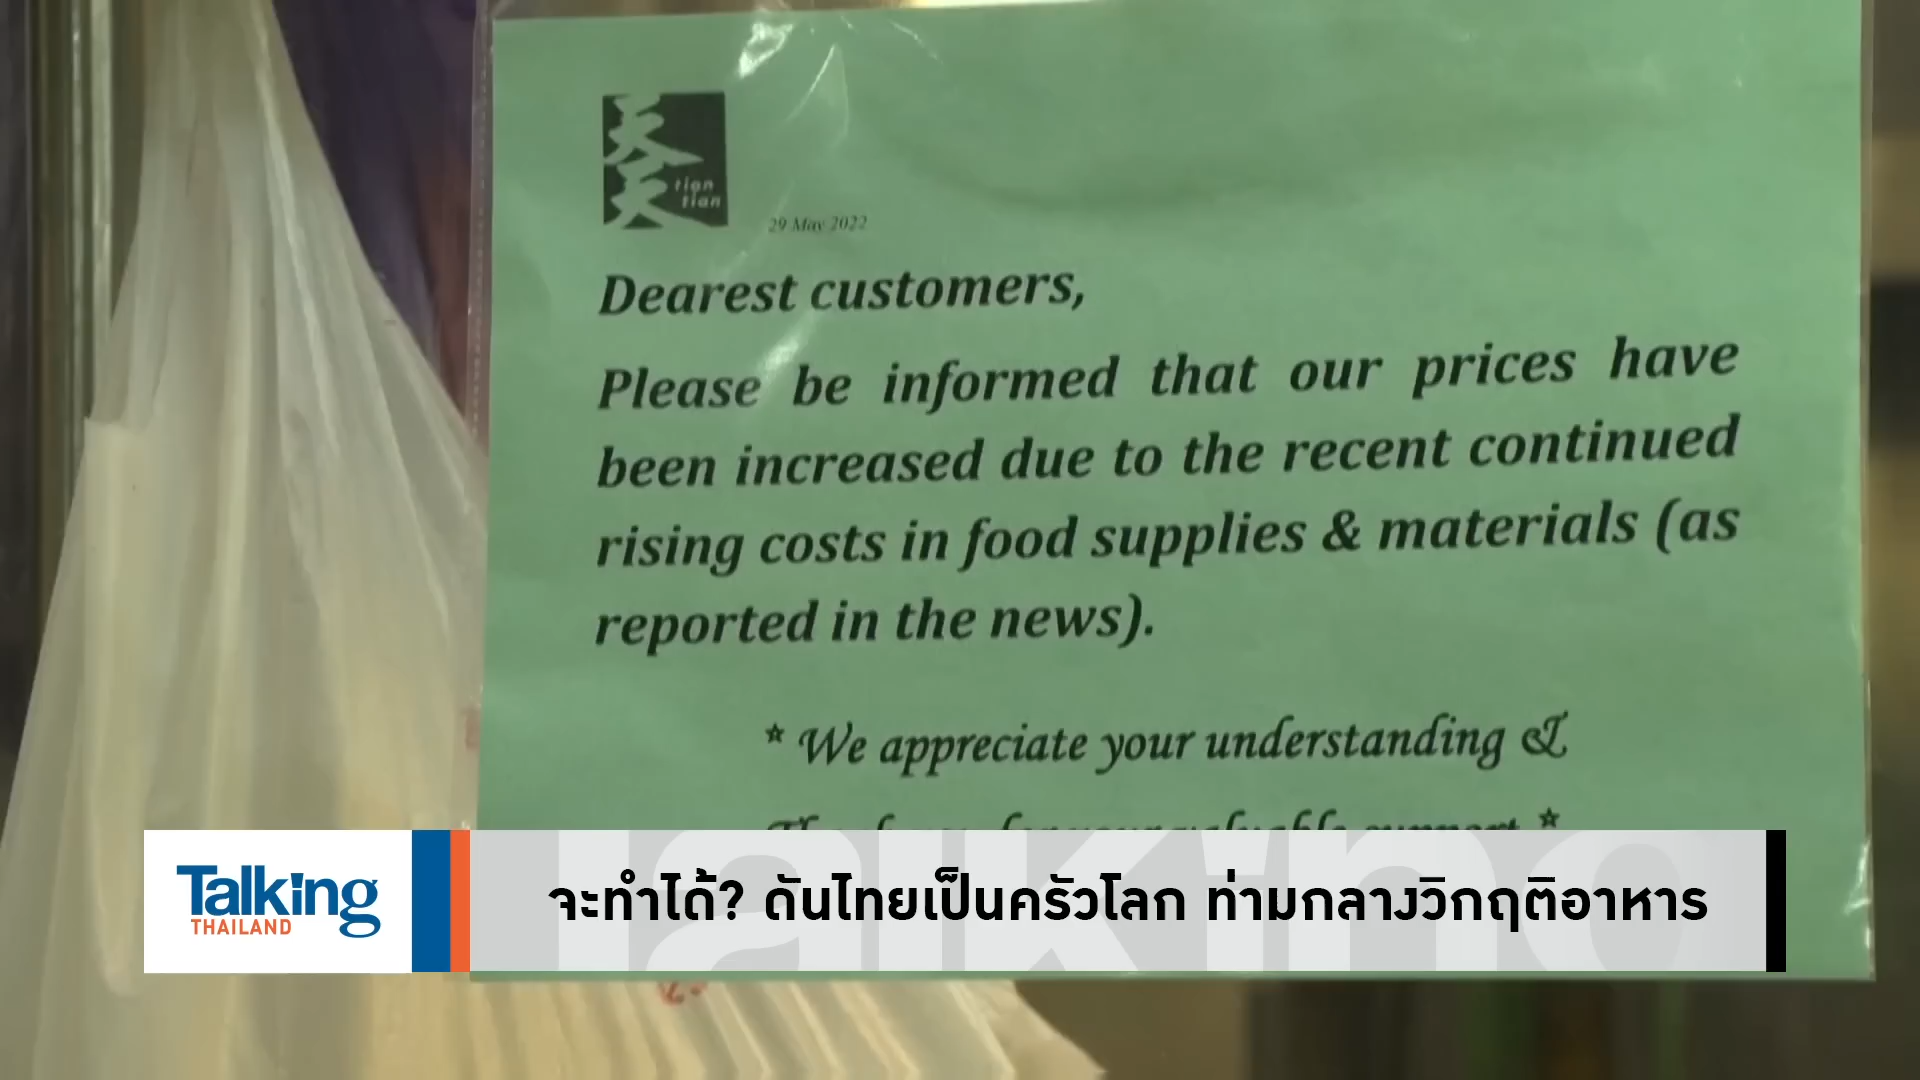 天天
tian
tian
29 May 2022
Dearest customers,
Please be informed that our prices have
been increased due to the recent continued
rising costs in food supplies & materials (as
reported in the news).
* We appreciate your understanding &
*
Talking
THAILAND
จะทำได้? ดันไทยเป็นครัวโลก ท่ามกลางวิกฤติอาหาร